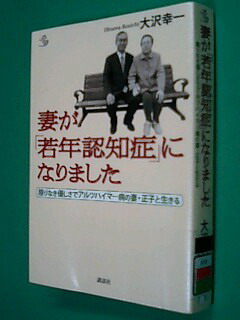 大沢幸一
妻が
「若年認知症」に
なりました
限りなき優しさでアルツハイマー病の妻・正子と生きる
講談社
妻が「若年認知症」になりました
大